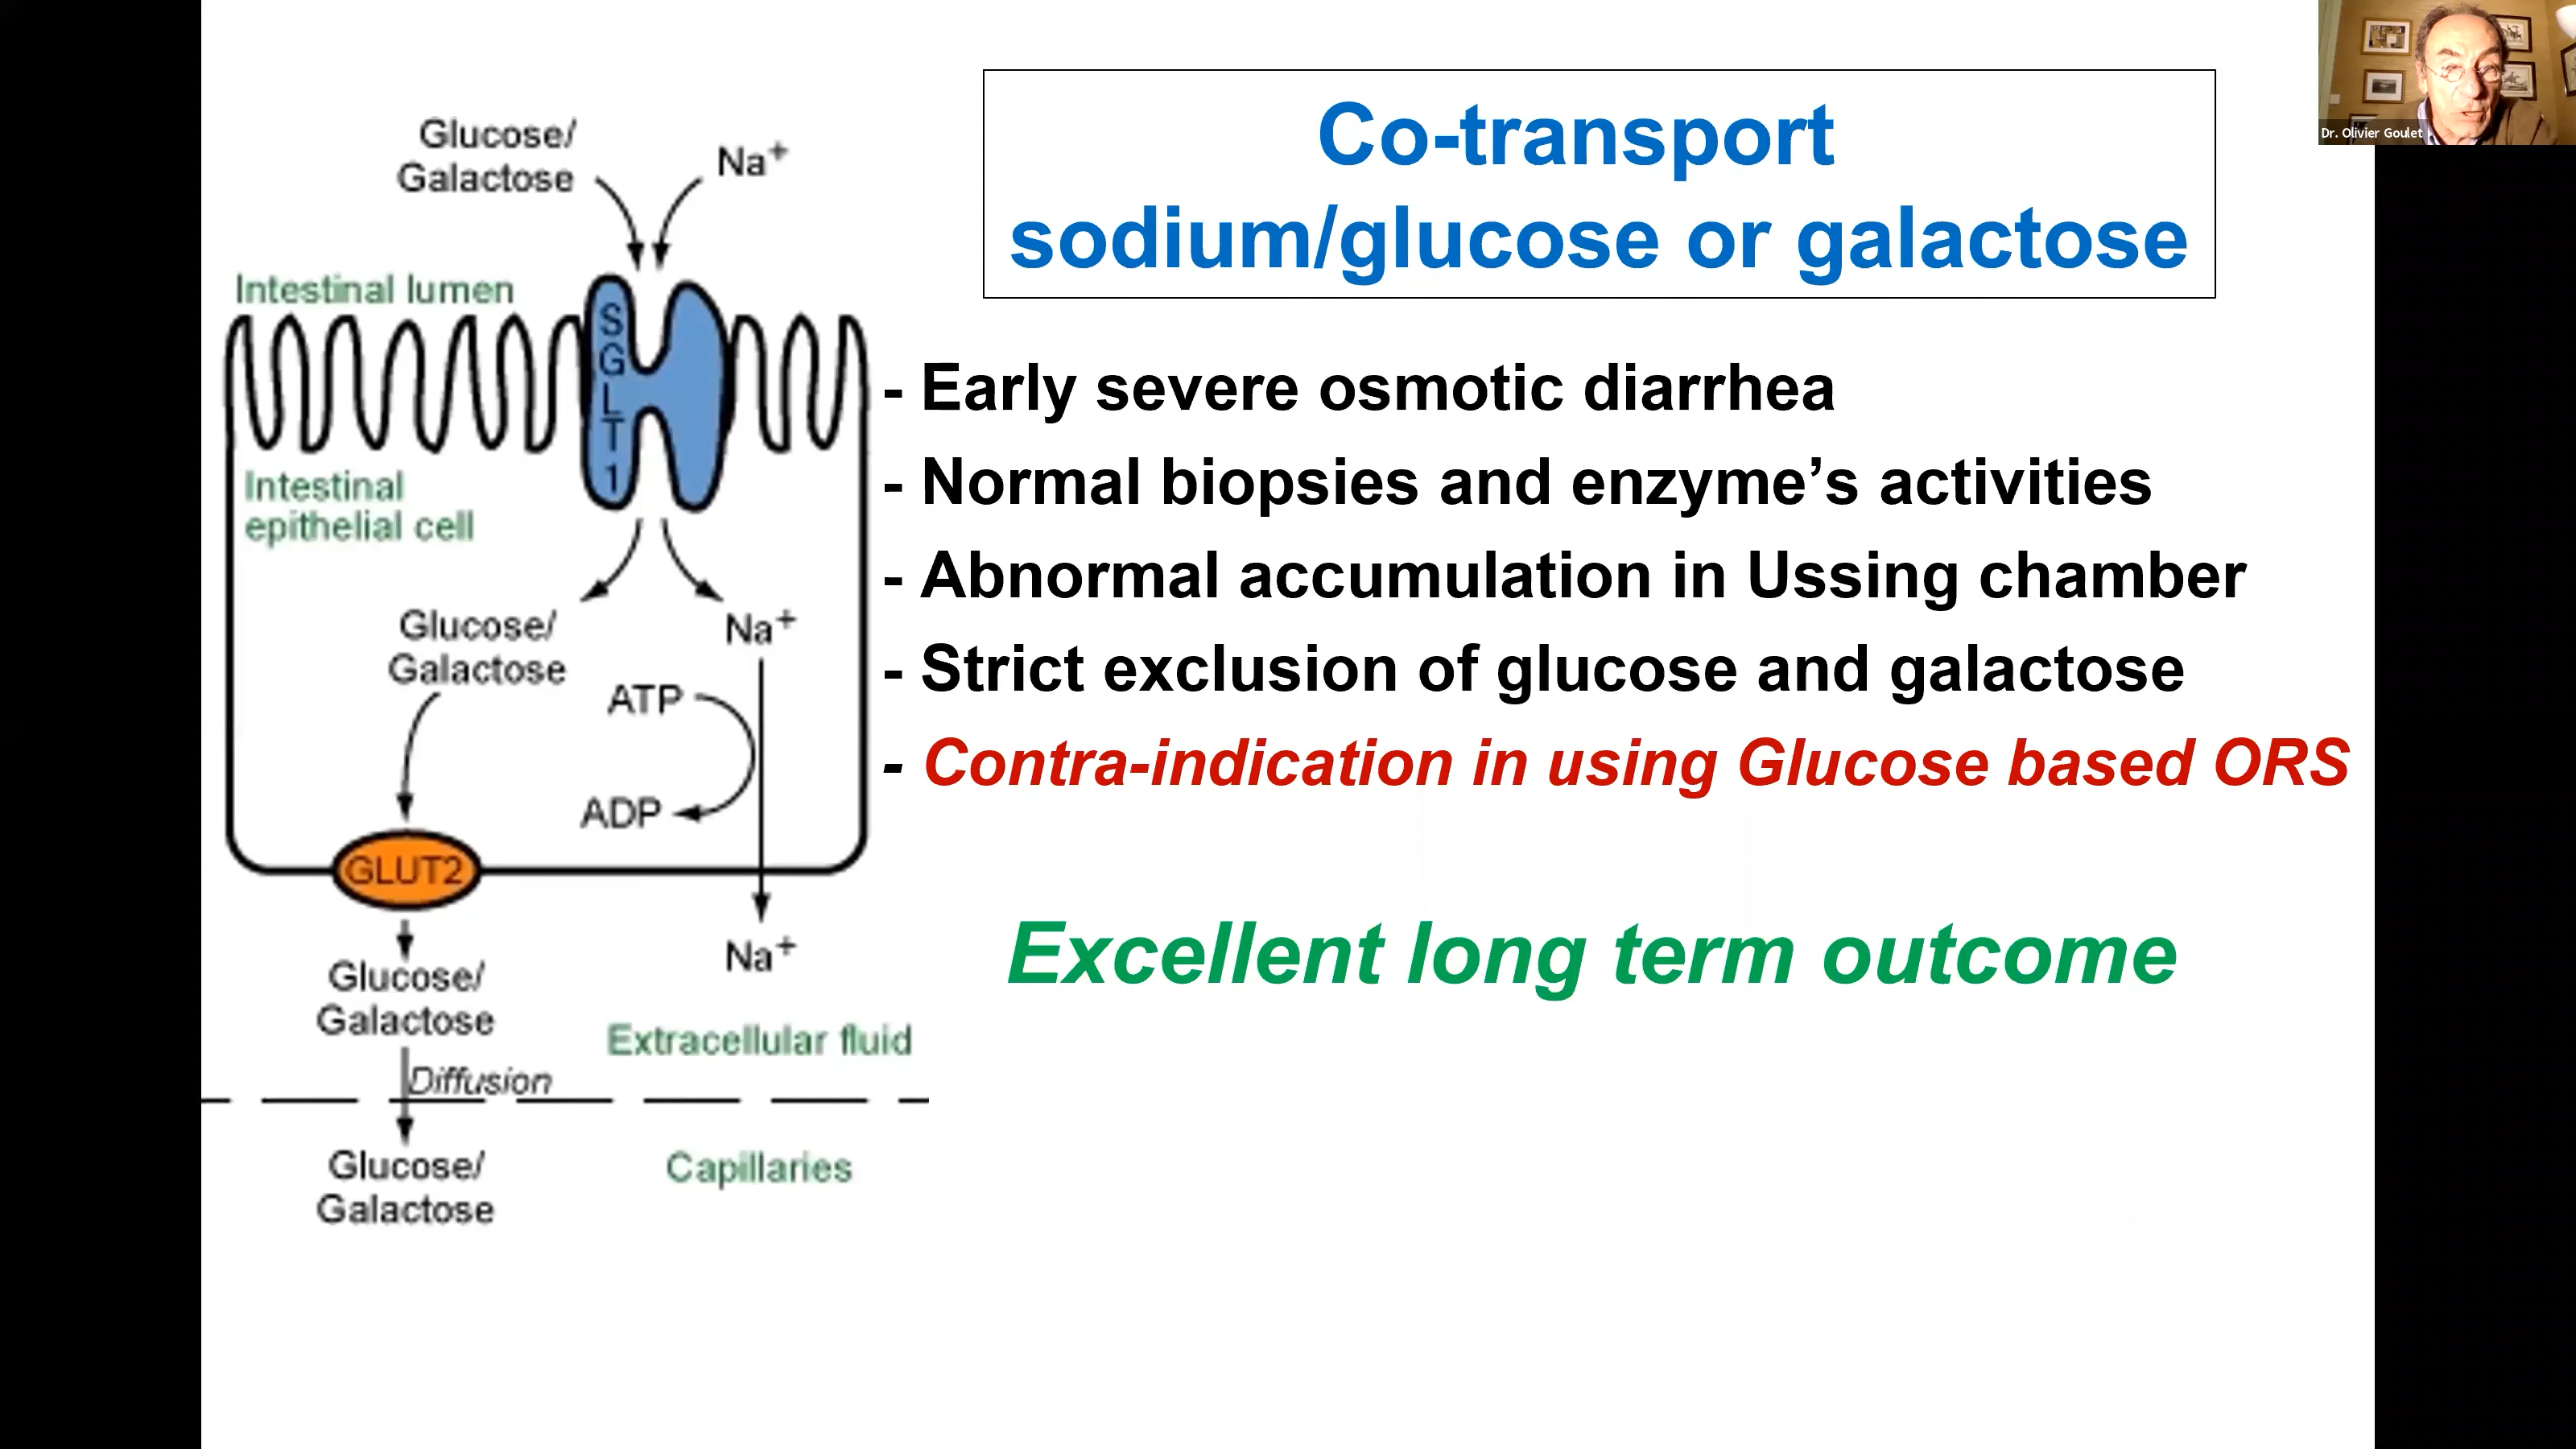 Glucose/
Galactose
Na+
Intestinal lumen
SGLT1
Intestinal
epithelial cell
Glucose/
Galactose
Na+
ATP
ADP
GLUT2
Glucose/
Galactose
Na+
Extracellular fluid
Diffusion
Glucose/
Galactose
Capillaries
Co-transport
sodium/glucose or galactose
- Early severe osmotic diarrhea
- Normal biopsies and enzyme’s activities
- Abnormal accumulation in Ussing chamber
- Strict exclusion of glucose and galactose
- Contra-indication in using Glucose based ORS
Excellent long term outcome
Dr. Olivier Goulet